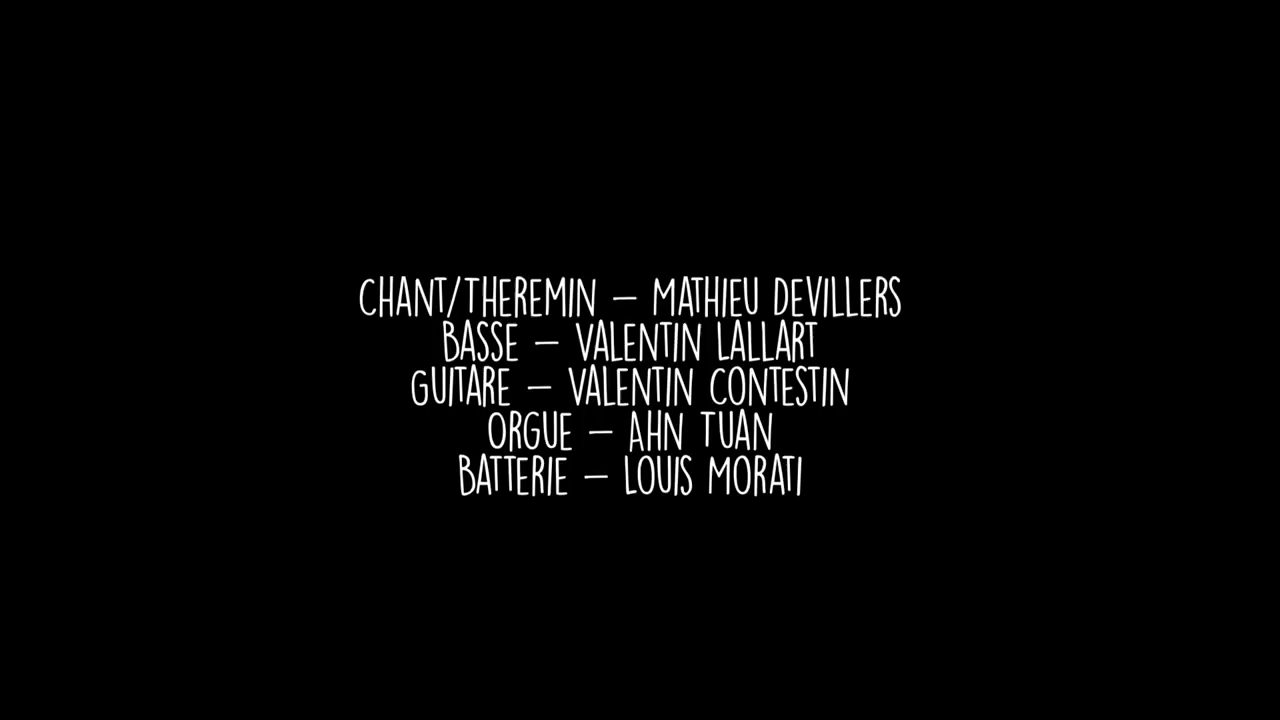 CHANT/THEREMIN – MATHIEU DEVILLERS
BASSE – VALENTIN LALLART
GUITARE – VALENTIN CONTESTIN
ORGUE – AHN TUAN
BATTERIE – LOUIS MORATI